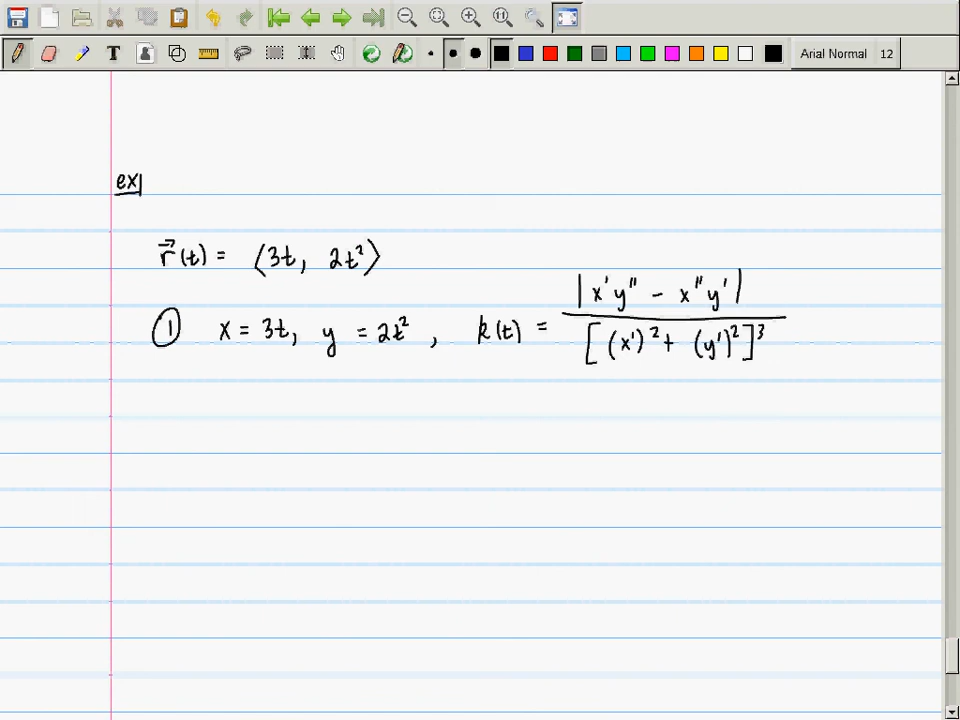 T Arial Normal 12
ex
r⃗(t) = ⟨3t, 2t²⟩
① x = 3t, y = 2t², k(t) = |x'y" - x"y'| / [(x')² + (y')²]³